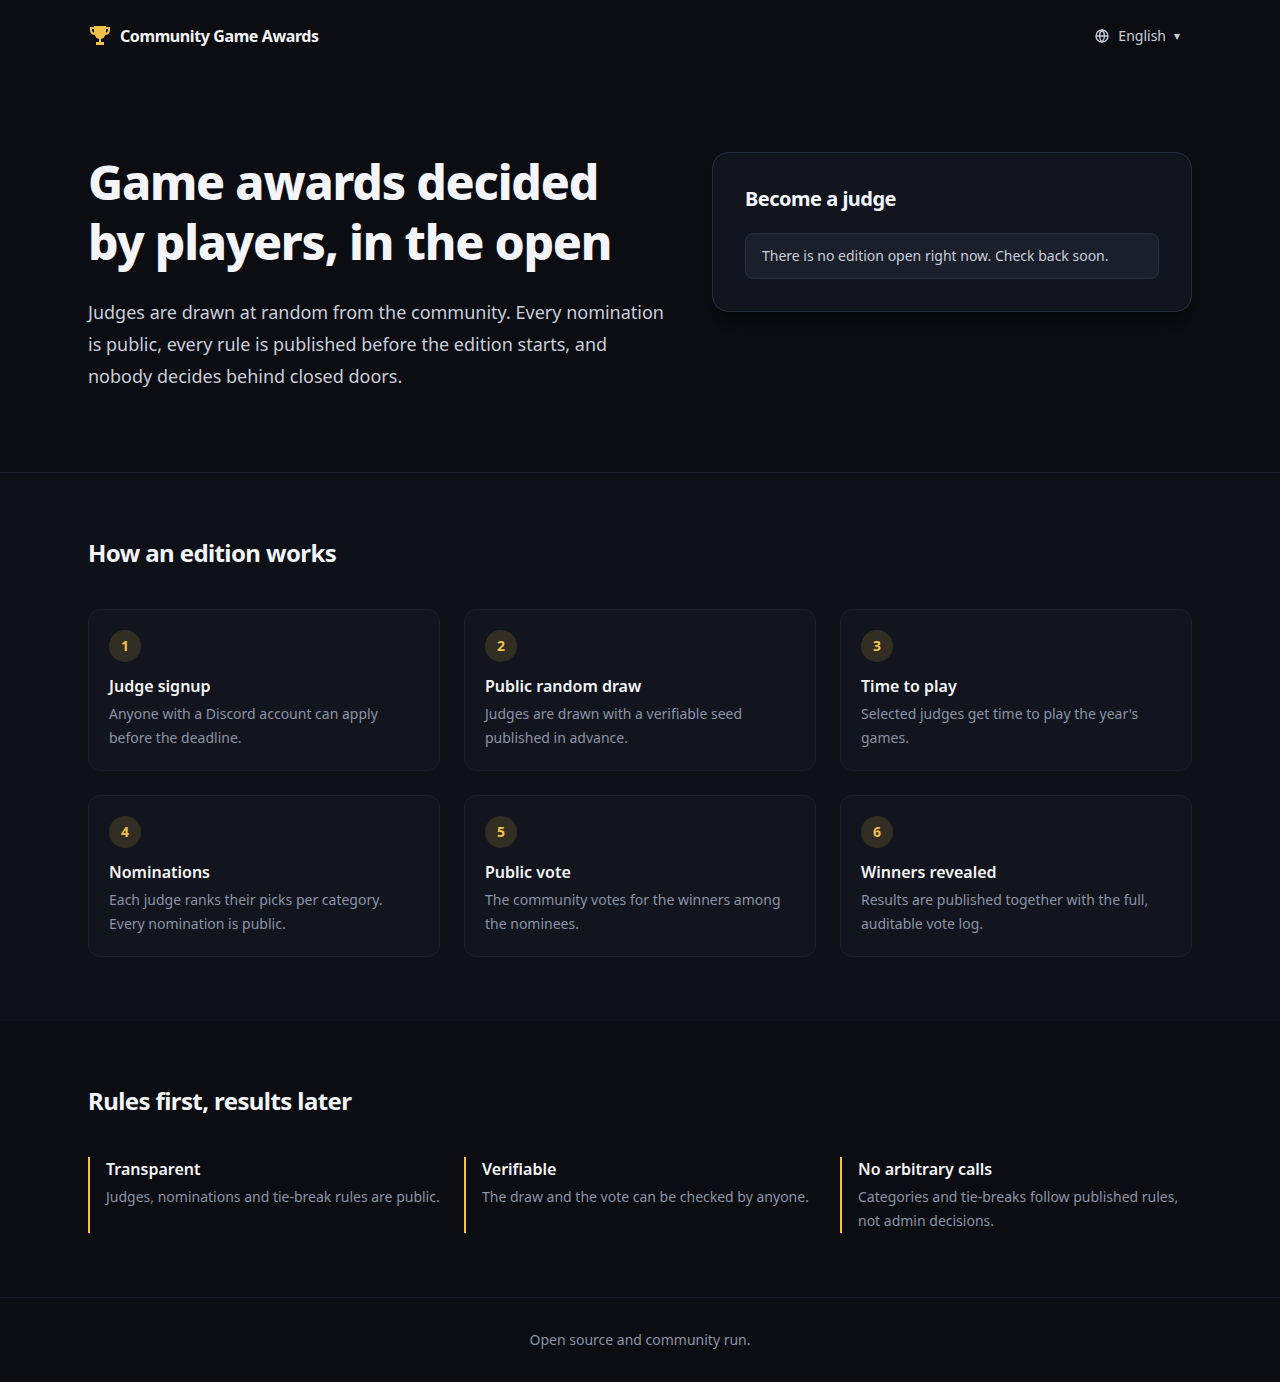 Community Game Awards
English ▾
Game awards decided
by players, in the open
Judges are drawn at random from the community. Every nomination
is public, every rule is published before the edition starts, and
nobody decides behind closed doors.
Become a judge
There is no edition open right now. Check back soon.
How an edition works
1
Judge signup
Anyone with a Discord account can apply
before the deadline.
2
Public random draw
Judges are drawn with a verifiable seed
published in advance.
3
Time to play
Selected judges get time to play the year's
games.
4
Nominations
Each judge ranks their picks per category.
Every nomination is public.
5
Public vote
The community votes for the winners among
the nominees.
6
Winners revealed
Results are published together with the full,
auditable vote log.
Rules first, results later
Transparent
Judges, nominations and tie-break rules are public.
Verifiable
The draw and the vote can be checked by anyone.
No arbitrary calls
Categories and tie-breaks follow published rules,
not admin decisions.
Open source and community run.